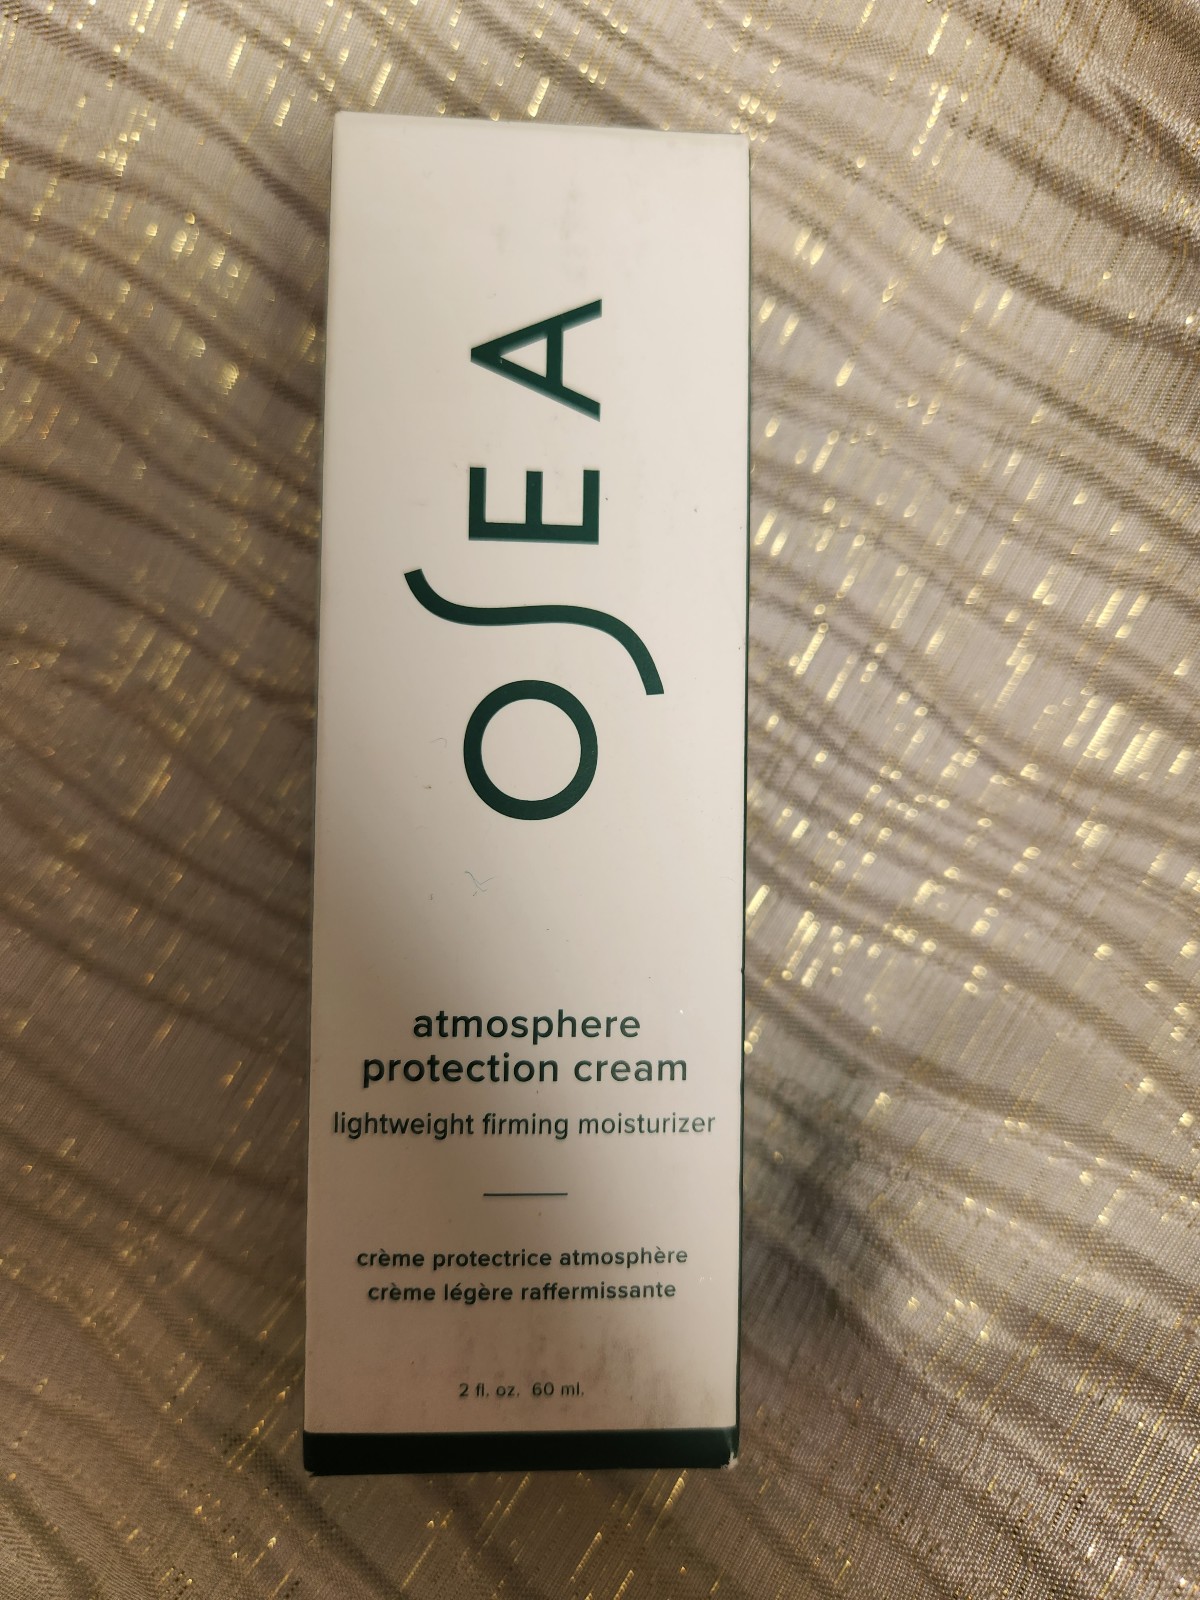 OSEA
atmosphere
protection cream
lightweight firming moisturizer
crème protectrice atmosphère
crème légère raffermissante
2 fl. oz. 60 ml.